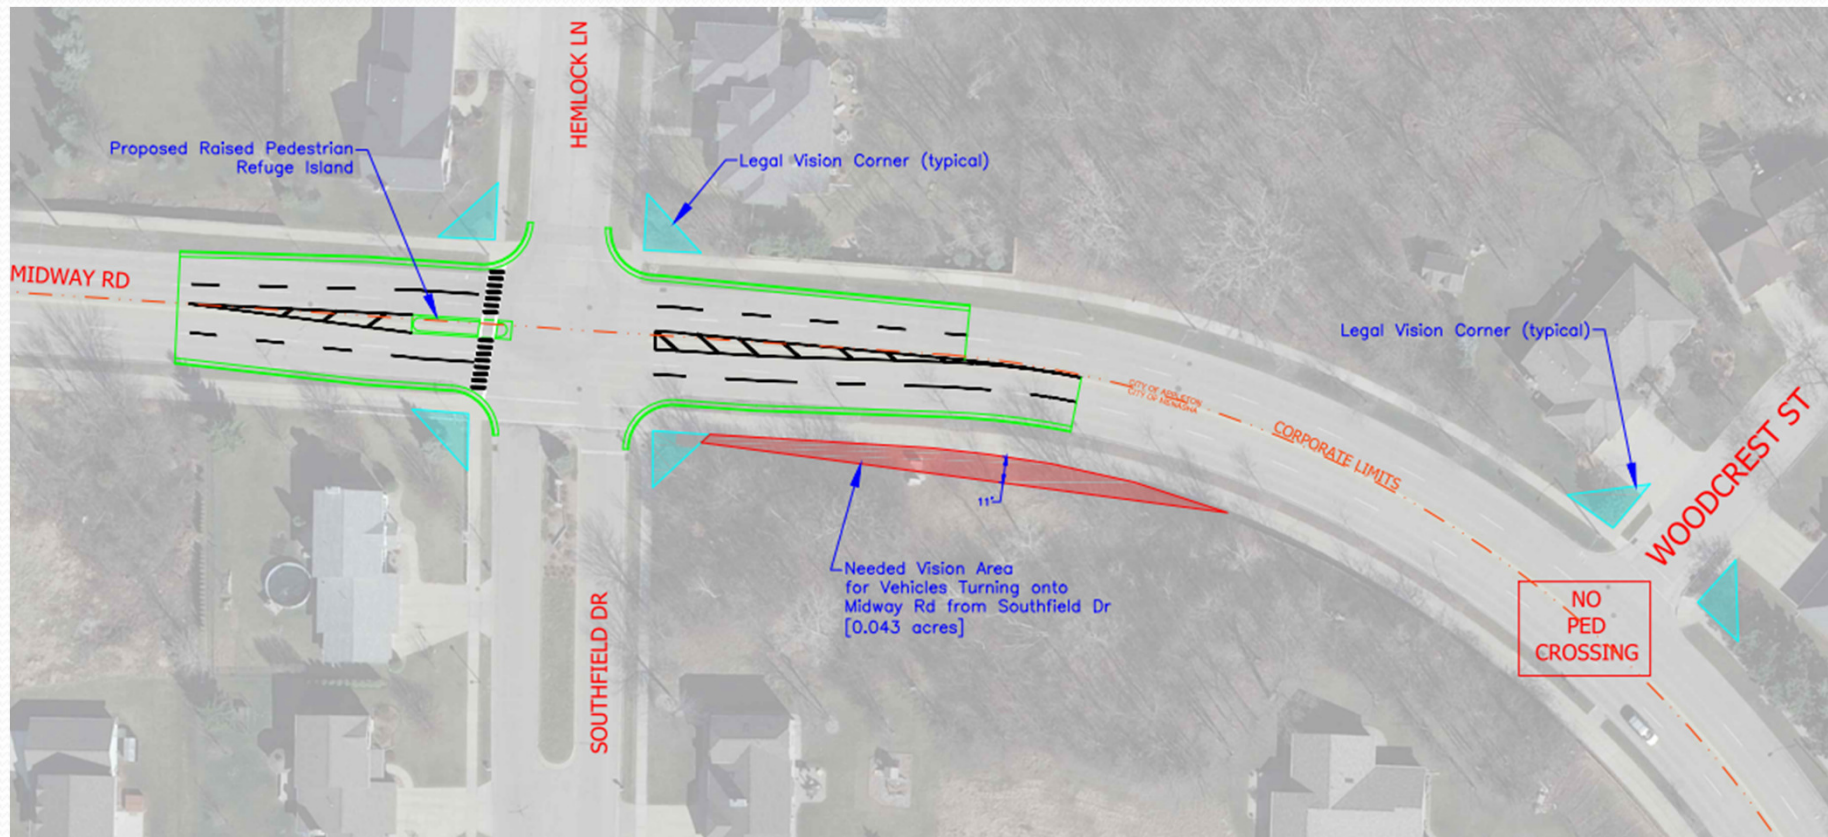 HEMLOCK LN
Proposed Raised Pedestrian
Refuge Island
Legal Vision Corner (typical)
MIDWAY RD
Legal Vision Corner (typical)
CITY OF APPLETON
CITY OF MENASHA
CORPORATE LIMITS
WOODCREST ST
11'
Needed Vision Area
for Vehicles Turning onto
Midway Rd from Southfield Dr
[0.043 acres]
NO
PED
CROSSING
SOUTHFIELD DR